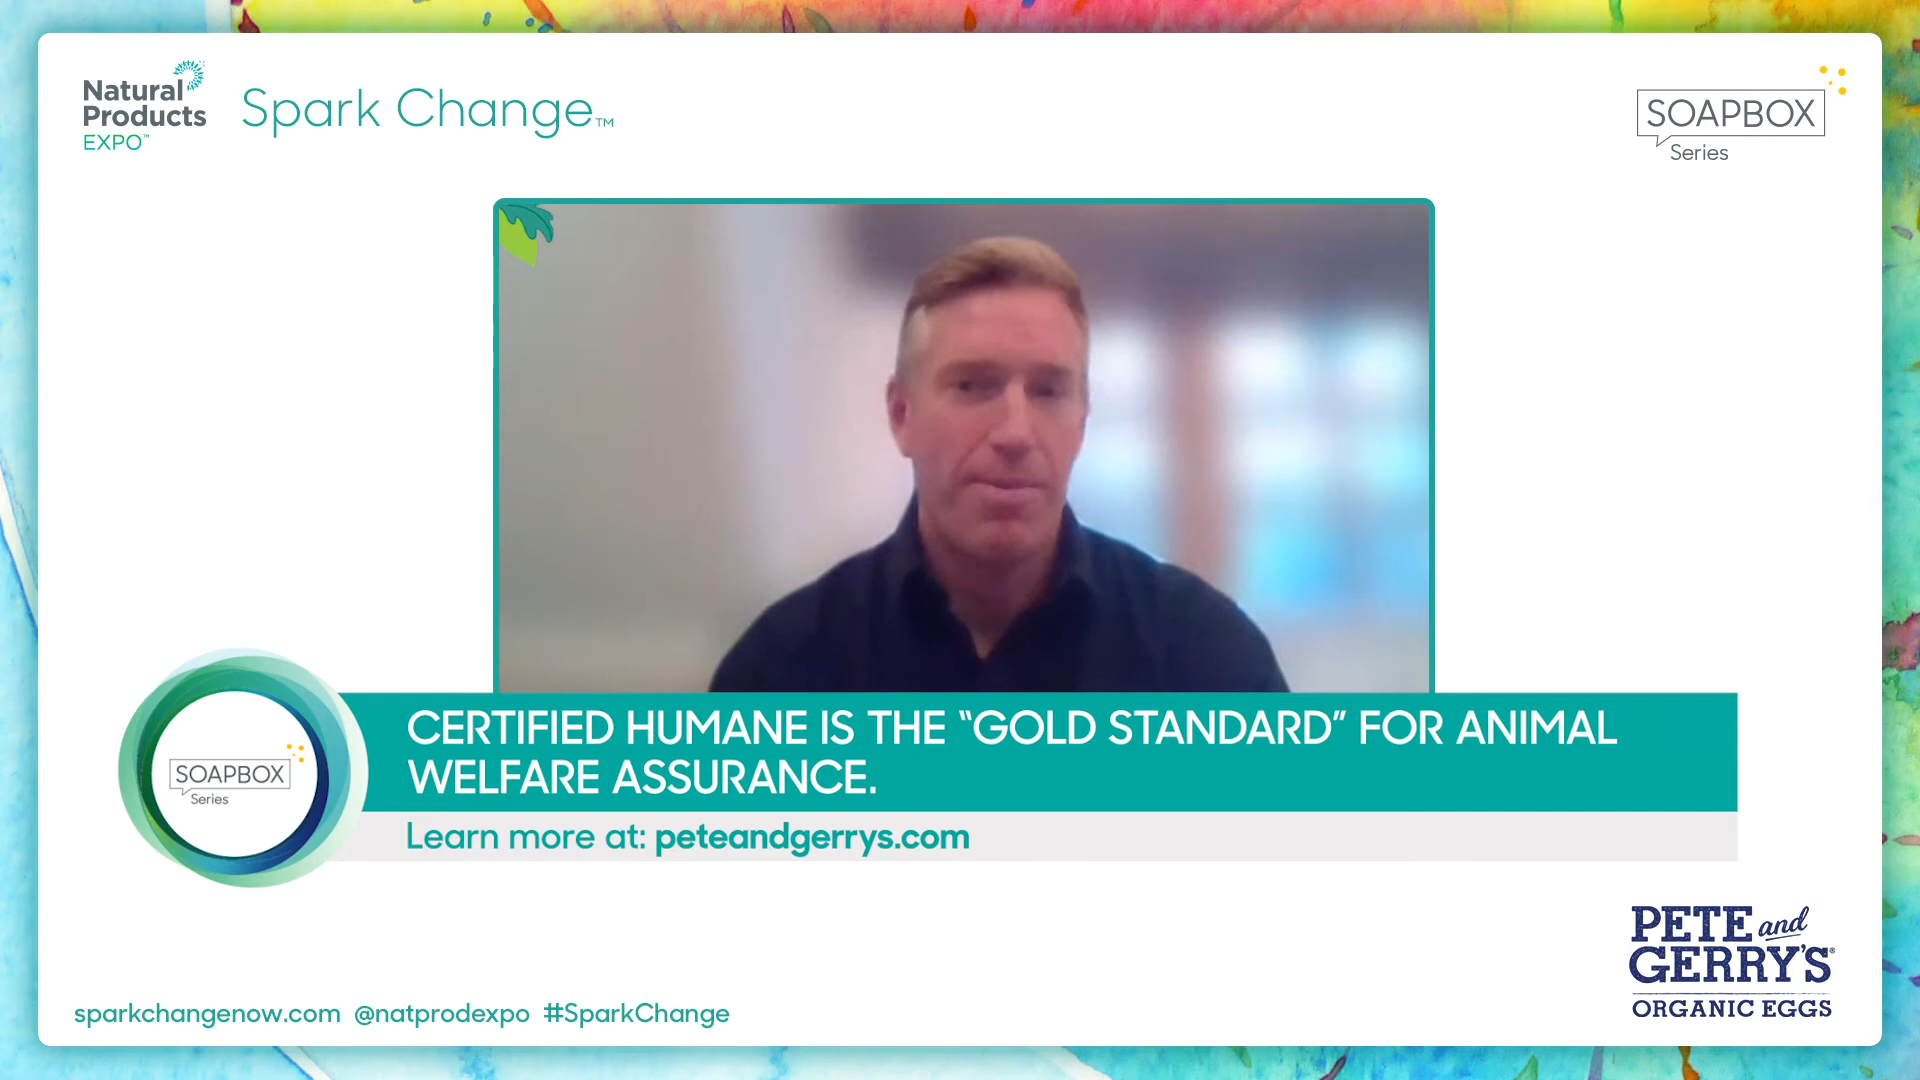 Natural
Products
EXPO™
Spark Change™
SOAPBOX
Series
CERTIFIED HUMANE IS THE “GOLD STANDARD” FOR ANIMAL
WELFARE ASSURANCE.
SOAPBOX
Series
Learn more at: peteandgerrys.com
PETE and
GERRY'S®
ORGANIC EGGS
sparkchangenow.com @natprodexpo #SparkChange